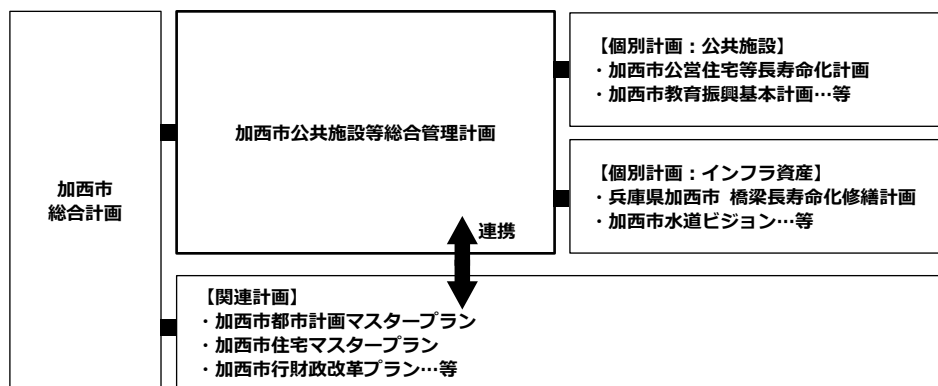 加西市
総合計画
加西市公共施設等総合管理計画
【個別計画：公共施設】
・加西市公営住宅等長寿命化計画
・加西市教育振興基本計画…等
【個別計画：インフラ資産】
・兵庫県加西市 橋梁長寿命化修繕計画
・加西市水道ビジョン…等
連携
【関連計画】
・加西市都市計画マスタープラン
・加西市住宅マスタープラン
・加西市行財政改革プラン…等